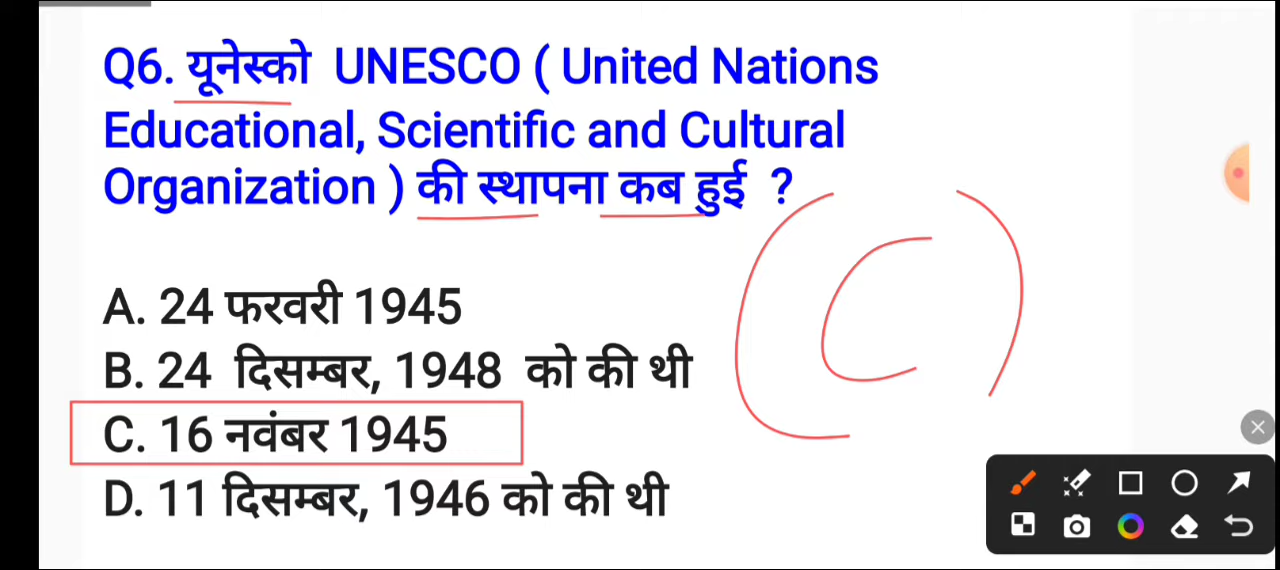 Q6. यूनेस्को UNESCO ( United Nations
Educational, Scientific and Cultural
Organization ) की स्थापना कब हुई ?
(C)
A. 24 फरवरी 1945
B. 24 दिसम्बर, 1948 को की थी
C. 16 नवंबर 1945
D. 11 दिसम्बर, 1946 को की थी